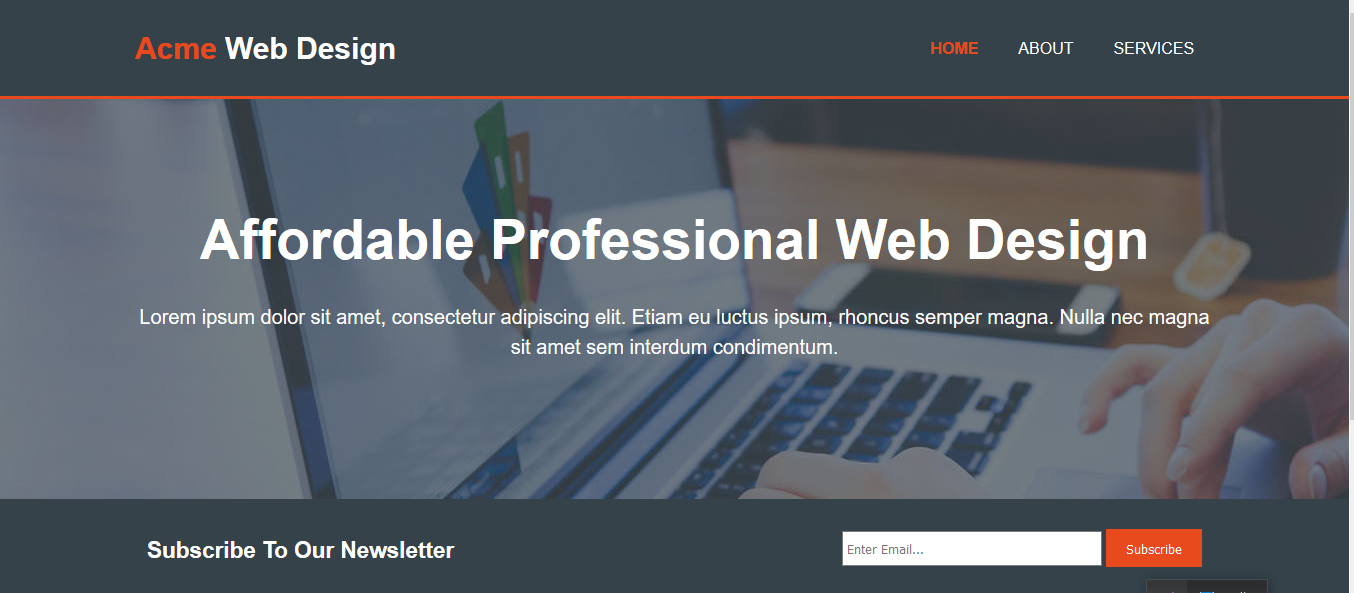 Acme Web Design
HOME ABOUT SERVICES
Affordable Professional Web Design
Lorem ipsum dolor sit amet, consectetur adipiscing elit. Etiam eu luctus ipsum, rhoncus semper magna. Nulla nec magna
sit amet sem interdum condimentum.
Subscribe To Our Newsletter
Enter Email...
Subscribe